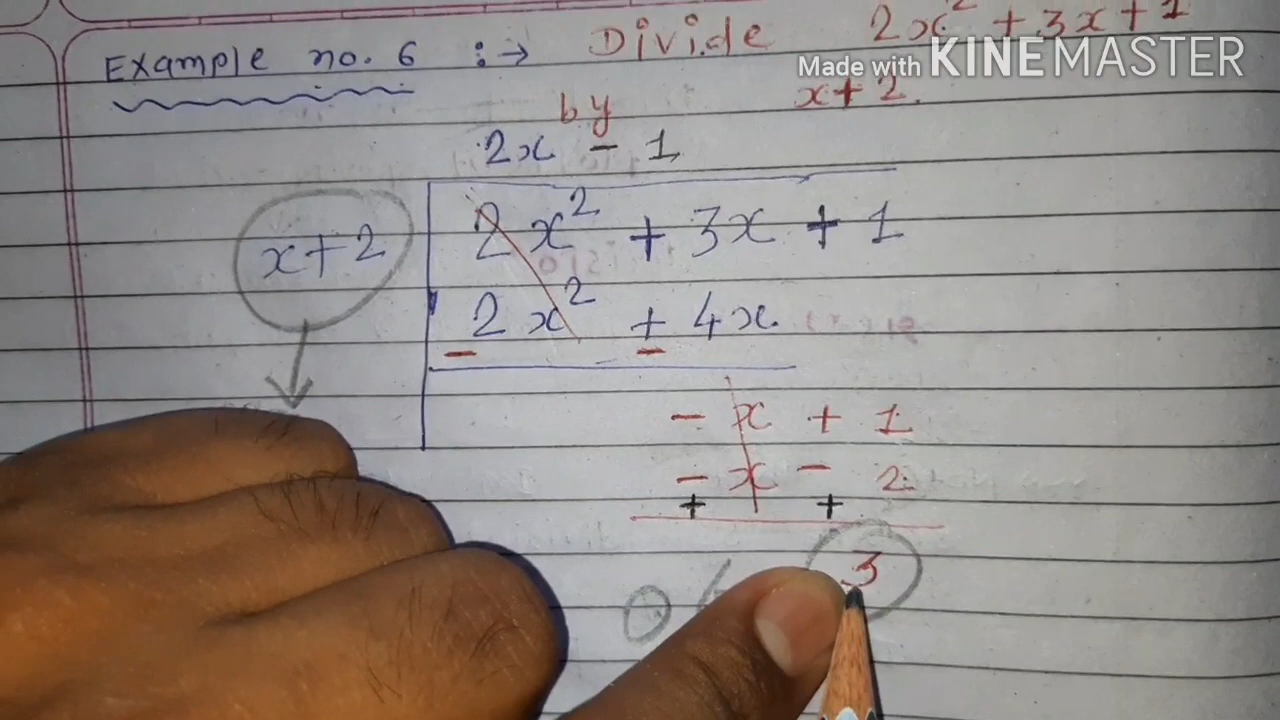 Example no. 6 :→ Divide 2x² + 3x + 1
Made with KINEMASTER
by x+2.
2x - 1
x+2 2x² + 3x + 1
2x² + 4x
- -
- x + 1
- x - 2
+ +
3